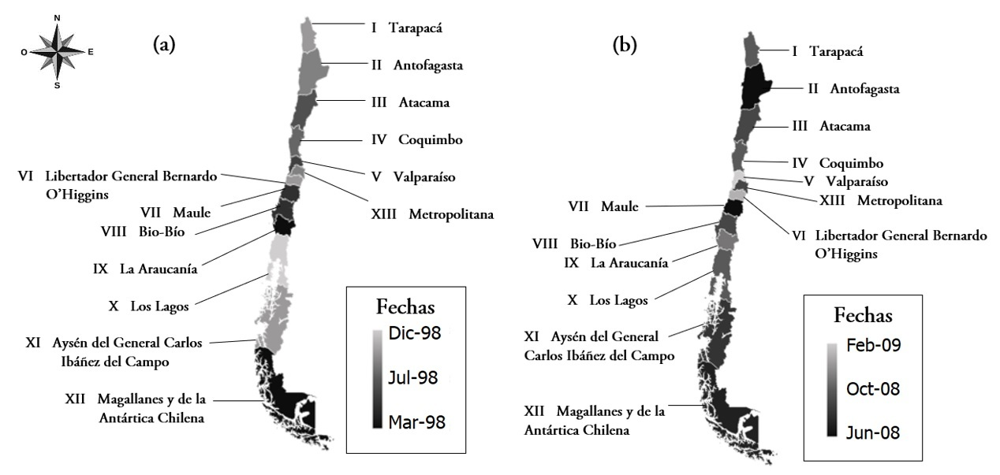 N
O
E
S
(a)
I Tarapacá
II Antofagasta
III Atacama
IV Coquimbo
V Valparaíso
XIII Metropolitana
VI Libertador General Bernardo
O'Higgins
VII Maule
VIII Bio-Bío
IX La Araucanía
X Los Lagos
XI Aysén del General Carlos
Ibáñez del Campo
XII Magallanes y de la
Antártica Chilena
Fechas
Dic-98
Jul-98
Mar-98
(b)
I Tarapacá
II Antofagasta
III Atacama
IV Coquimbo
V Valparaíso
XIII Metropolitana
VI Libertador General Bernardo
O'Higgins
VII Maule
VIII Bio-Bío
IX La Araucanía
X Los Lagos
XI Aysén del General
Carlos Ibáñez del Campo
XII Magallanes y de la
Antártica Chilena
Fechas
Feb-09
Oct-08
Jun-08